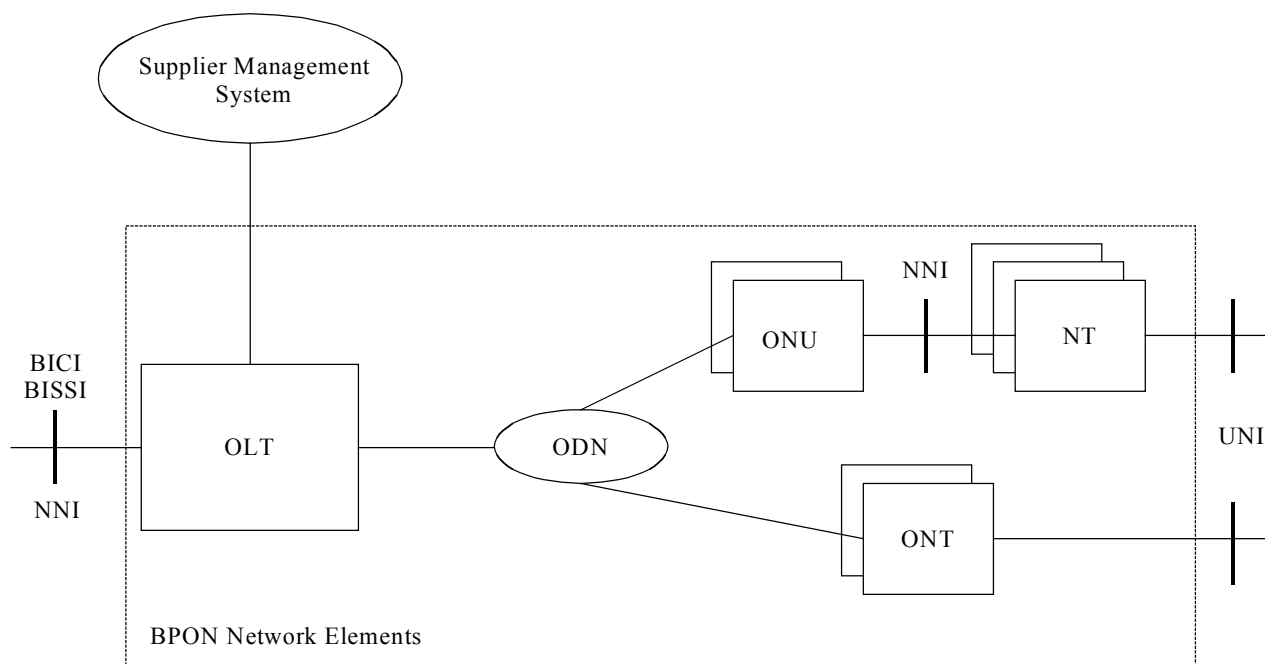 Supplier Management
System
BICI
BISSI
NNI
OLT
ODN
ONU
NNI
NT
ONT
UNI
BPON Network Elements